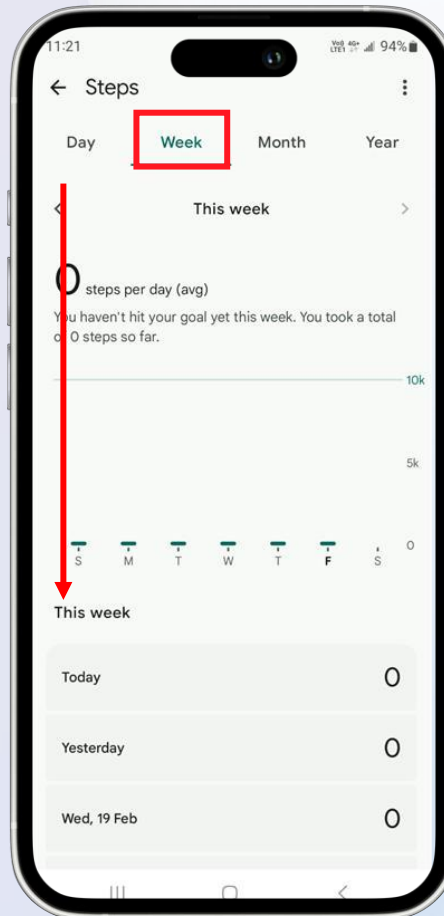 11:21 94%
Steps
Day Week Month Year
This week
0 steps per day (avg)
You haven't hit your goal yet this week. You took a total
of 0 steps so far.
10k
5k
0
S M T W T F S
This week
Today 0
Yesterday 0
Wed, 19 Feb 0